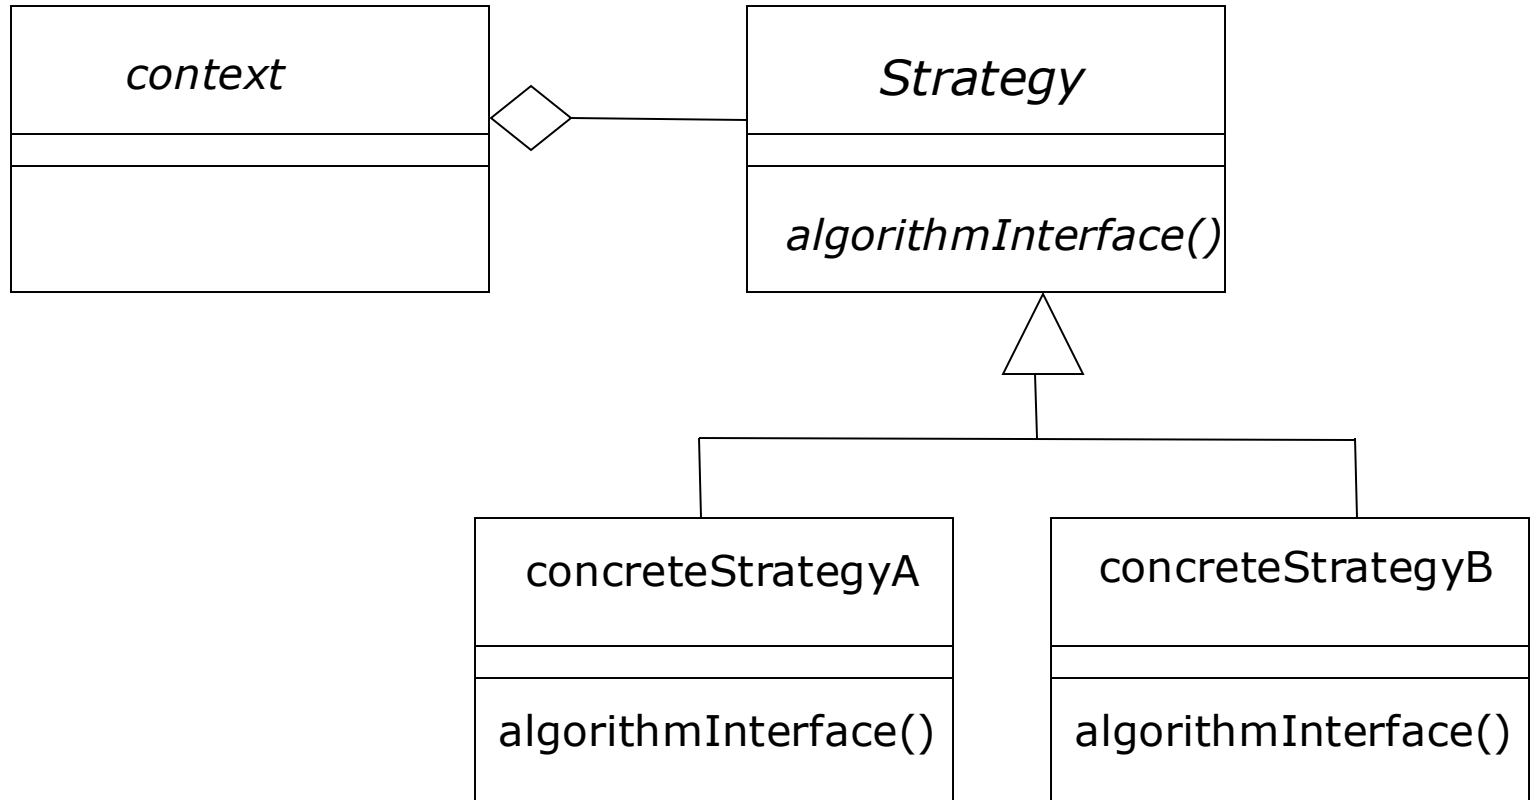 context
Strategy
algorithmInterface()
concreteStrategyA
concreteStrategyB
algorithmInterface()
algorithmInterface()